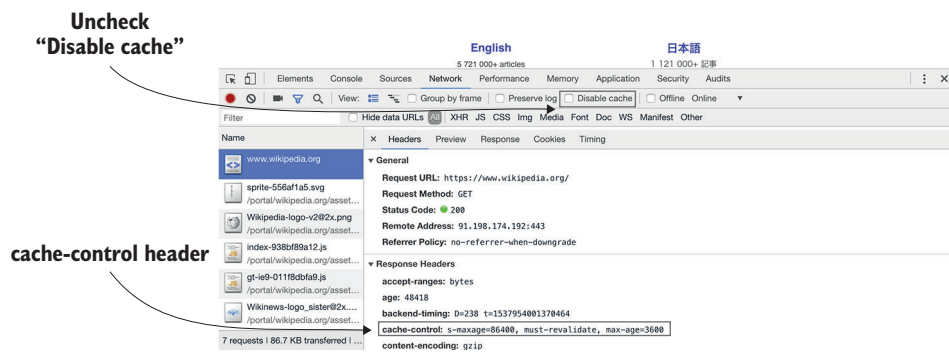 Uncheck
“Disable cache”
English
日本語
5 721 000+ articles
1 121 000+ 記事
Elements Console Sources Network Performance Memory Application Security Audits
View: Group by frame Preserve log Disable cache Offline Online
Filter Hide data URLs All XHR JS CSS Img Media Font Doc WS Manifest Other
Name × Headers Preview Response Cookies Timing
www.wikipedia.org
sprite-556af1a5.svg
/portal/wikipedia.org/asset…
Wikipedia-logo-v2@2x.png
/portal/wikipedia.org/asset…
index-938bf89a12.js
/portal/wikipedia.org/asset…
gt-ie9-011f8dbfa9.js
/portal/wikipedia.org/asset…
Wikinews-logo_sister@2x.…
/portal/wikipedia.org/asset…
7 requests | 86.7 KB transferred | …
General
Request URL: https://www.wikipedia.org/
Request Method: GET
Status Code: 200
Remote Address: 91.198.174.192:443
Referrer Policy: no-referrer-when-downgrade
Response Headers
accept-ranges: bytes
age: 48418
backend-timing: D=238 t=1537954001370464
cache-control: s-maxage=86400, must-revalidate, max-age=3600
content-encoding: gzip
cache-control header